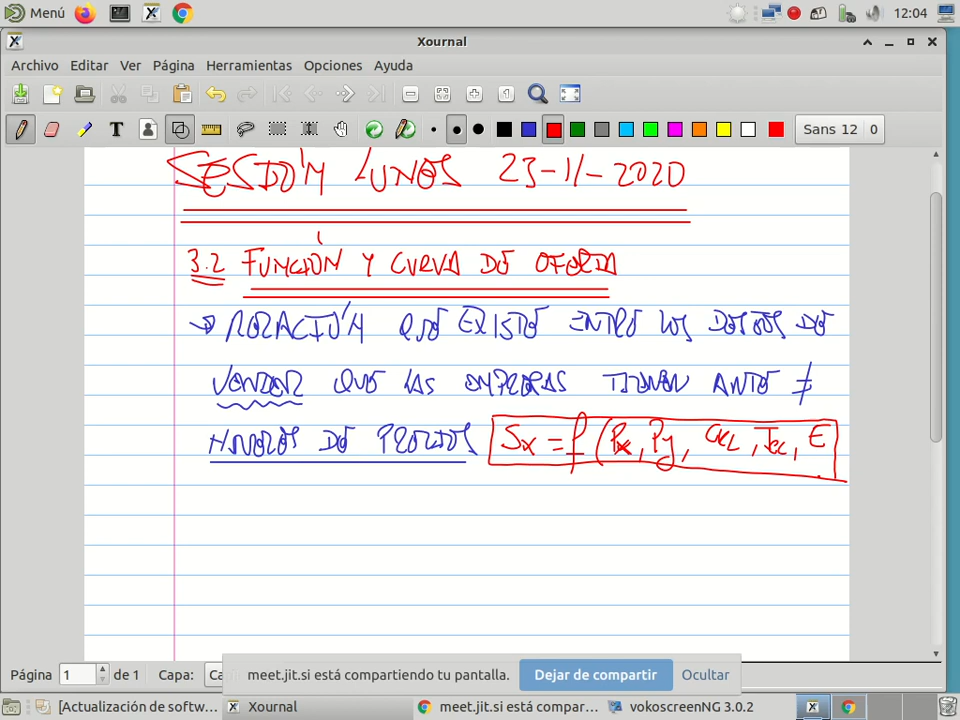 Menú
12:04
Xournal
Archivo Editar Ver Página Herramientas Opciones Ayuda
Sans 12 0
SESIÓN LUNES 23-11-2020
3.2 FUNCIÓN Y CURVA DE OFERTA
→ RELACIÓN QUE EXISTE ENTRE LOS DESEOS DE
VENDER QUE LAS EMPRESAS TIENEN ANTE ≠
NIVELES DE PRECIOS Sx = f (Px, Py, , Tec, E
Página 1 de 1 Capa: Ca
meet.jit.si está compartiendo tu pantalla. Dejar de compartir Ocultar
[Actualización de softw... Xournal meet.jit.si está compar... vokoscreenNG 3.0.2